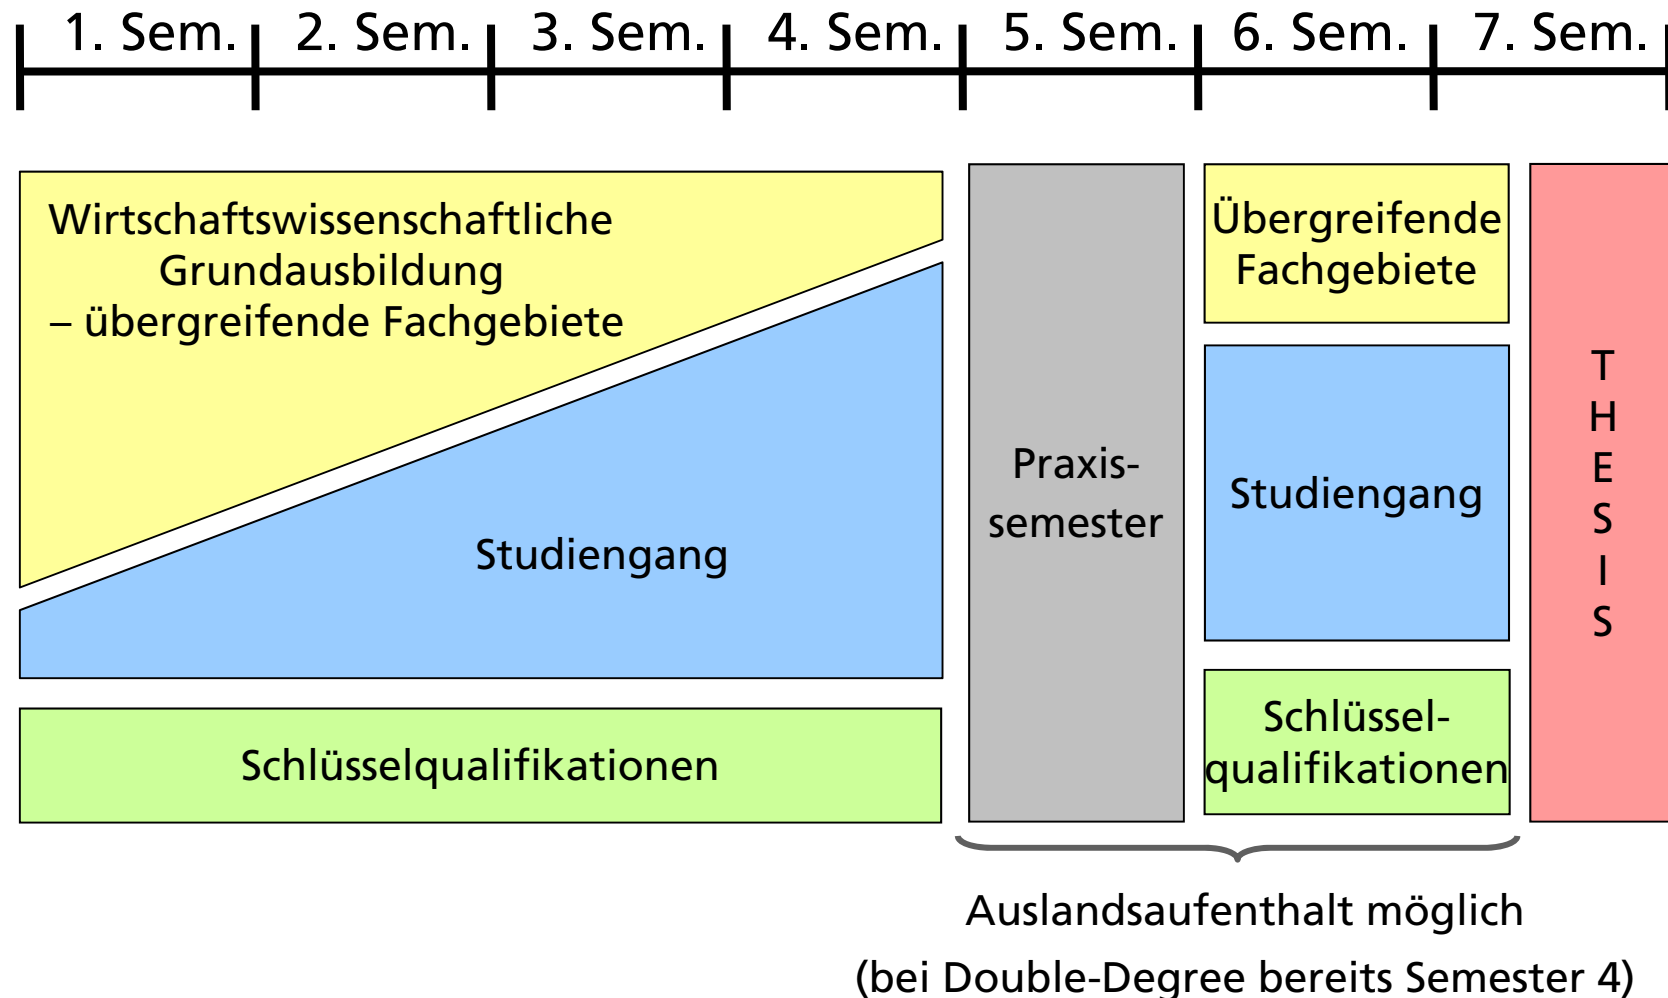 1. Sem. 2. Sem. 3. Sem. 4. Sem. 5. Sem. 6. Sem. 7. Sem.
Wirtschaftswissenschaftliche
Grundausbildung
– übergreifende Fachgebiete
Studiengang
Schlüsselqualifikationen
Praxis-
semester
Übergreifende
Fachgebiete
Studiengang
Schlüssel-
qualifikationen
T
H
E
S
I
S
Auslandsaufenthalt möglich
(bei Double-Degree bereits Semester 4)